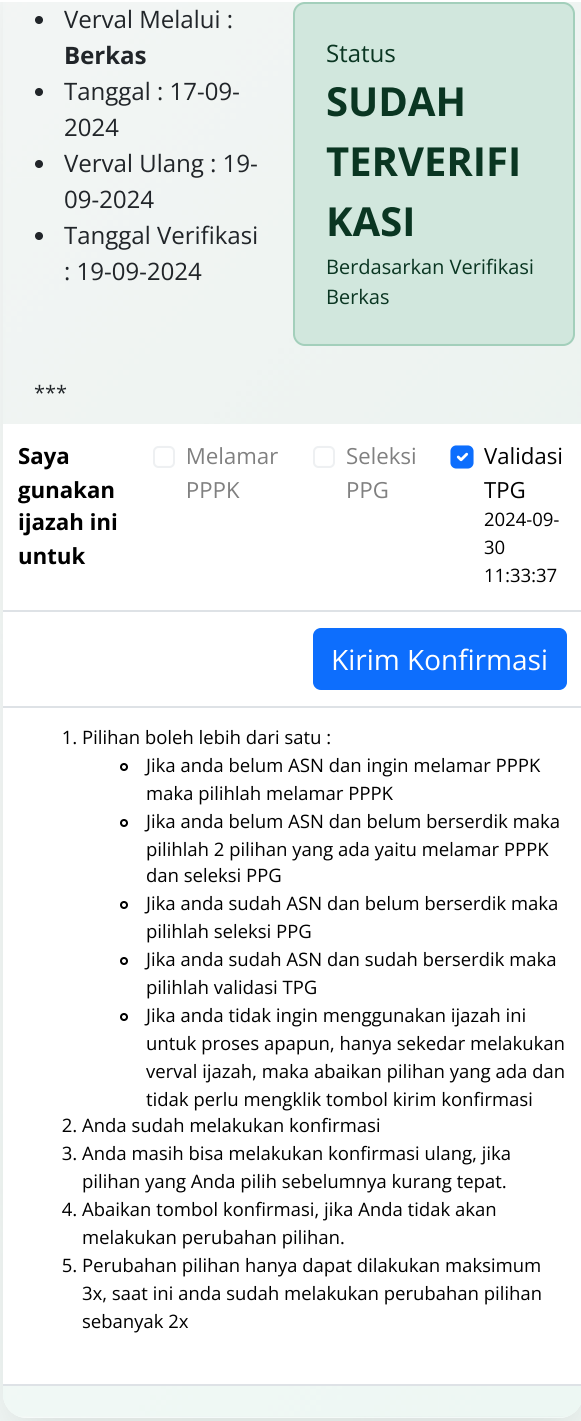 Verval Melalui :
Berkas
Tanggal : 17-09-
2024
Verval Ulang : 19-
09-2024
Tanggal Verifikasi
: 19-09-2024
Status
SUDAH
TERVERIFI
KASI
Berdasarkan Verifikasi
Berkas
***
Saya
gunakan
ijazah ini
untuk
Melamar
PPPK
Seleksi
PPG
Validasi
TPG
2024-09-
30
11:33:37
Kirim Konfirmasi
1. Pilihan boleh lebih dari satu :
Jika anda belum ASN dan ingin melamar PPPK
maka pilihlah melamar PPPK
Jika anda belum ASN dan belum berserdik maka
pilihlah 2 pilihan yang ada yaitu melamar PPPK
dan seleksi PPG
Jika anda sudah ASN dan belum berserdik maka
pilihlah seleksi PPG
Jika anda sudah ASN dan sudah berserdik maka
pilihlah validasi TPG
Jika anda tidak ingin menggunakan ijazah ini
untuk proses apapun, hanya sekedar melakukan
verval ijazah, maka abaikan pilihan yang ada dan
tidak perlu mengklik tombol kirim konfirmasi
2. Anda sudah melakukan konfirmasi
3. Anda masih bisa melakukan konfirmasi ulang, jika
pilihan yang Anda pilih sebelumnya kurang tepat.
4. Abaikan tombol konfirmasi, jika Anda tidak akan
melakukan perubahan pilihan.
5. Perubahan pilihan hanya dapat dilakukan maksimum
3x, saat ini anda sudah melakukan perubahan pilihan
sebanyak 2x